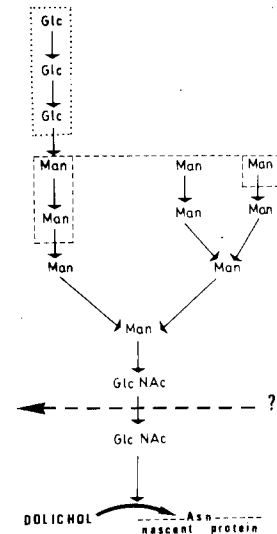 Glc
Glc
Glc
Man Man Man
Man Man Man
Man Man
Man
Glc NAc
?
Glc NAc
DOLICHOL Asn
nascent protein